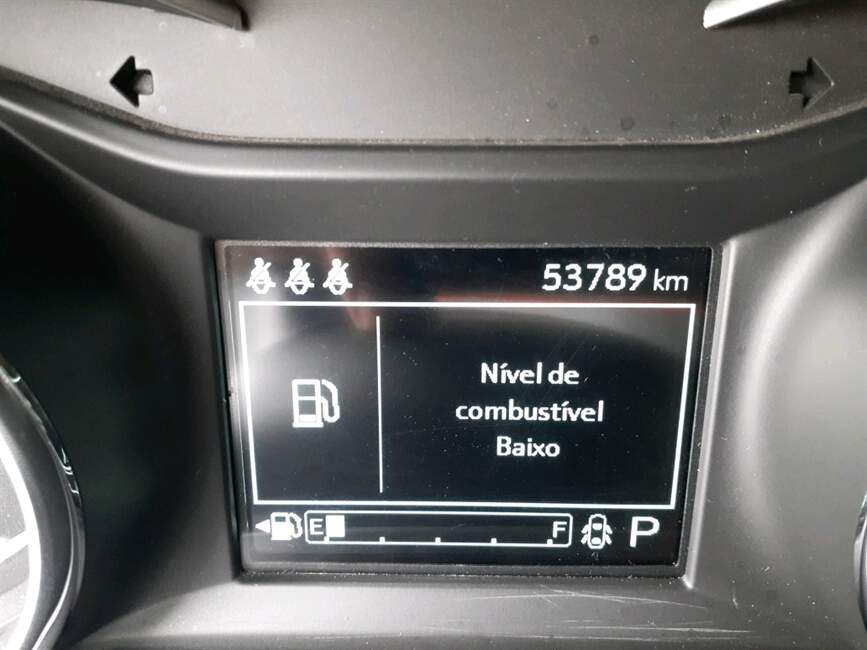 53789 km
Nível de
combustível
Baixo
E F P